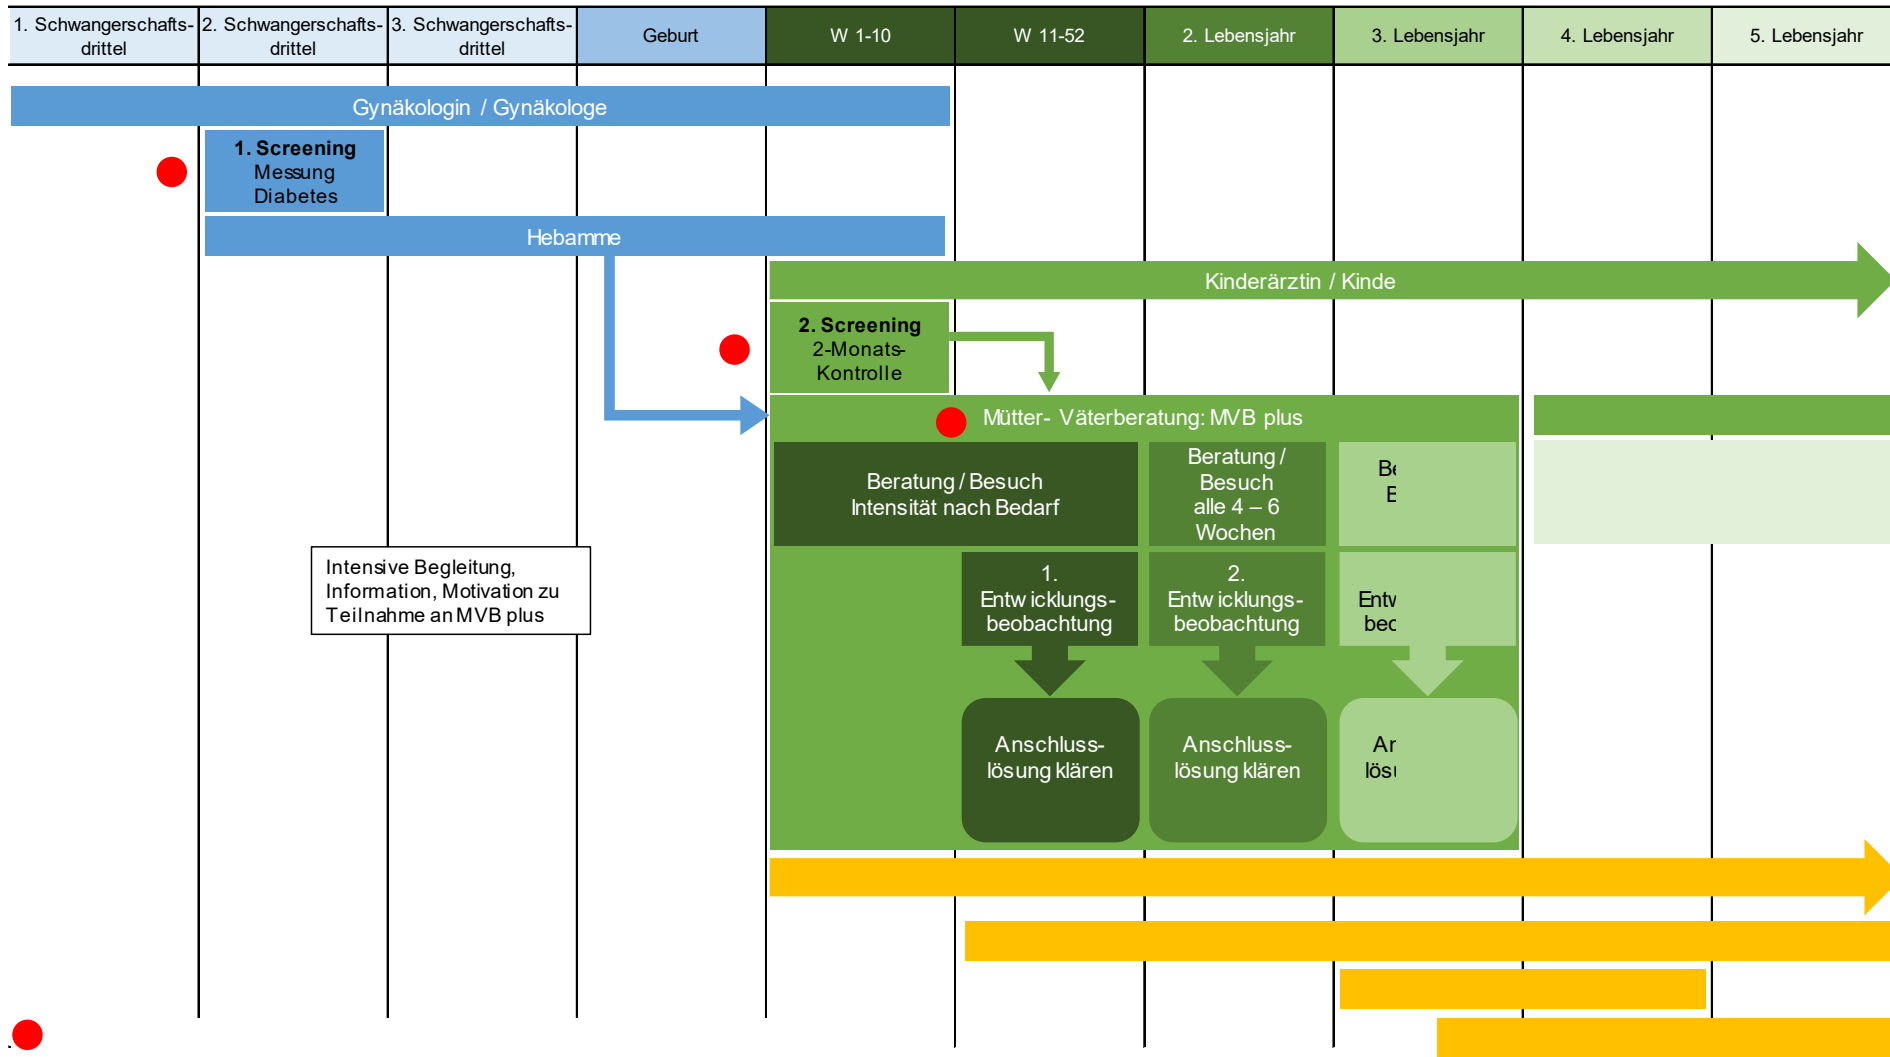 1. Schwangerschafts-
drittel
2. Schwangerschafts-
drittel
3. Schwangerschafts-
drittel
Geburt
W 1-10
W 11-52
2. Lebensjahr
3. Lebensjahr
4. Lebensjahr
5. Lebensjahr
Gynäkologin / Gynäkologe
1. Screening
Messung
Diabetes
Hebamme
Kinderärztin / Kinde
2. Screening
2-Monats-
Kontrolle
Mütter- Väterberatung: MVB plus
Beratung / Besuch
Intensität nach Bedarf
Beratung /
Besuch
alle 4 – 6
Wochen
Intensive Begleitung,
Information, Motivation zu
Teilnahme an MVB plus
1.
Entwicklungs-
beobachtung
2.
Entwicklungs-
beobachtung
Entw
Anschluss-
lösung klären
Anschluss-
lösung klären